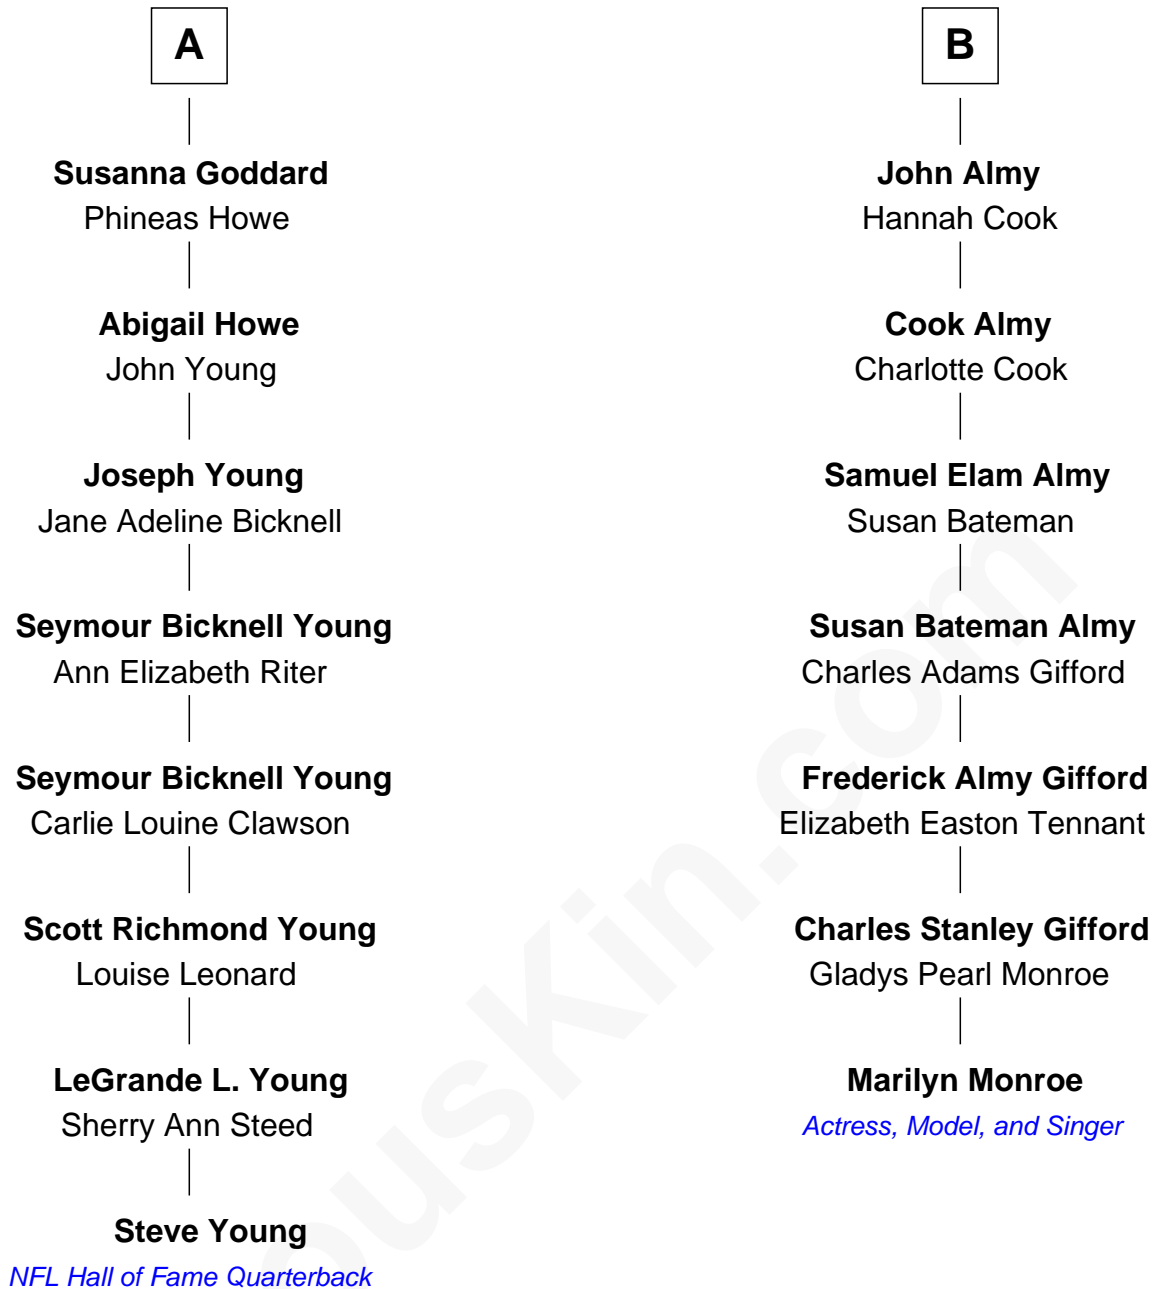 A
Susanna Goddard
Phineas Howe
Abigail Howe
John Young
Joseph Young
Jane Adeline Bicknell
Seymour Bicknell Young
Ann Elizabeth Riter
Seymour Bicknell Young
Carlie Louine Clawson
Scott Richmond Young
Louise Leonard
LeGrande L. Young
Sherry Ann Steed
Steve Young
NFL Hall of Fame Quarterback
B
John Almy
Hannah Cook
Cook Almy
Charlotte Cook
Samuel Elam Almy
Susan Bateman
Susan Bateman Almy
Charles Adams Gifford
Frederick Almy Gifford
Elizabeth Easton Tennant
Charles Stanley Gifford
Gladys Pearl Monroe
Marilyn Monroe
Actress, Model, and Singer
ousKin.com